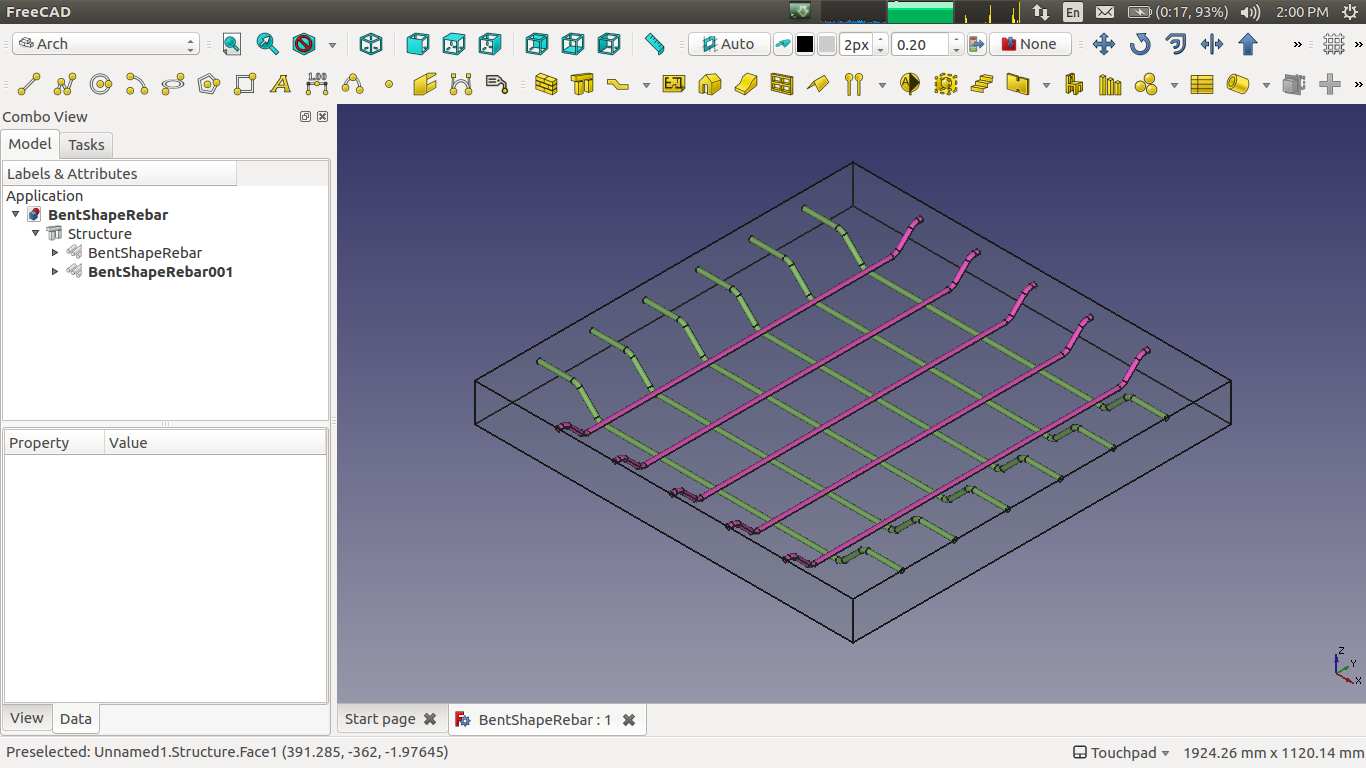 FreeCAD
En
(0:17, 93%)
2:00 PM
Arch
Auto
2px
0.20
None
»
»
A
1.00
»
Combo View
Model
Tasks
Labels & Attributes
Application
BentShapeRebar
Structure
BentShapeRebar
BentShapeRebar001
Property
Value
View
Data
Z
Y
X
Start page
BentShapeRebar : 1
Preselected: Unnamed1.Structure.Face1 (391.285, -362, -1.97645)
Touchpad
1924.26 mm x 1120.14 mm